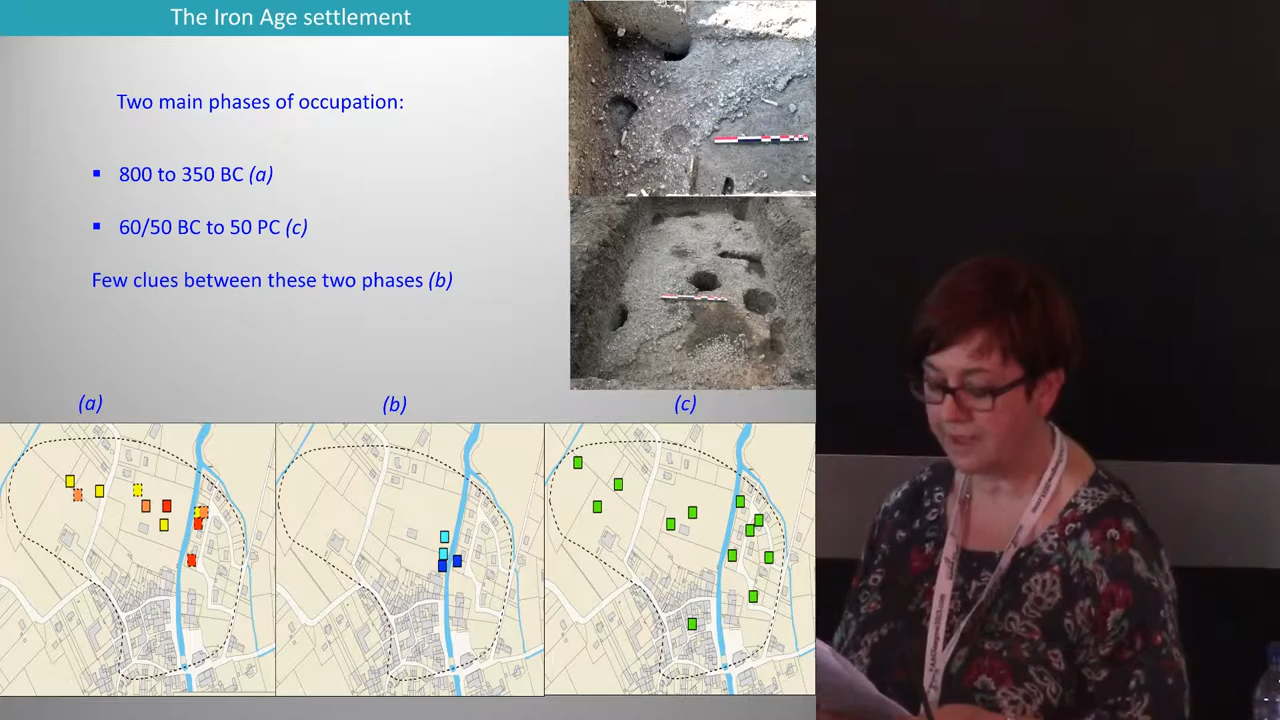 The Iron Age settlement
Two main phases of occupation:
▪ 800 to 350 BC (a)
▪ 60/50 BC to 50 PC (c)
Few clues between these two phases (b)
(a)
(b)
(c)